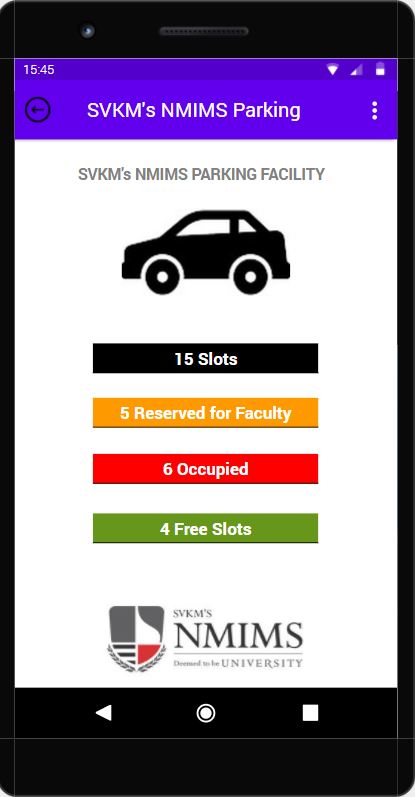 15:45
SVKM's NMIMS Parking
SVKM's NMIMS PARKING FACILITY
15 Slots
5 Reserved for Faculty
6 Occupied
4 Free Slots
SVKM'S
NMIMS
Deemed to be UNIVERSITY